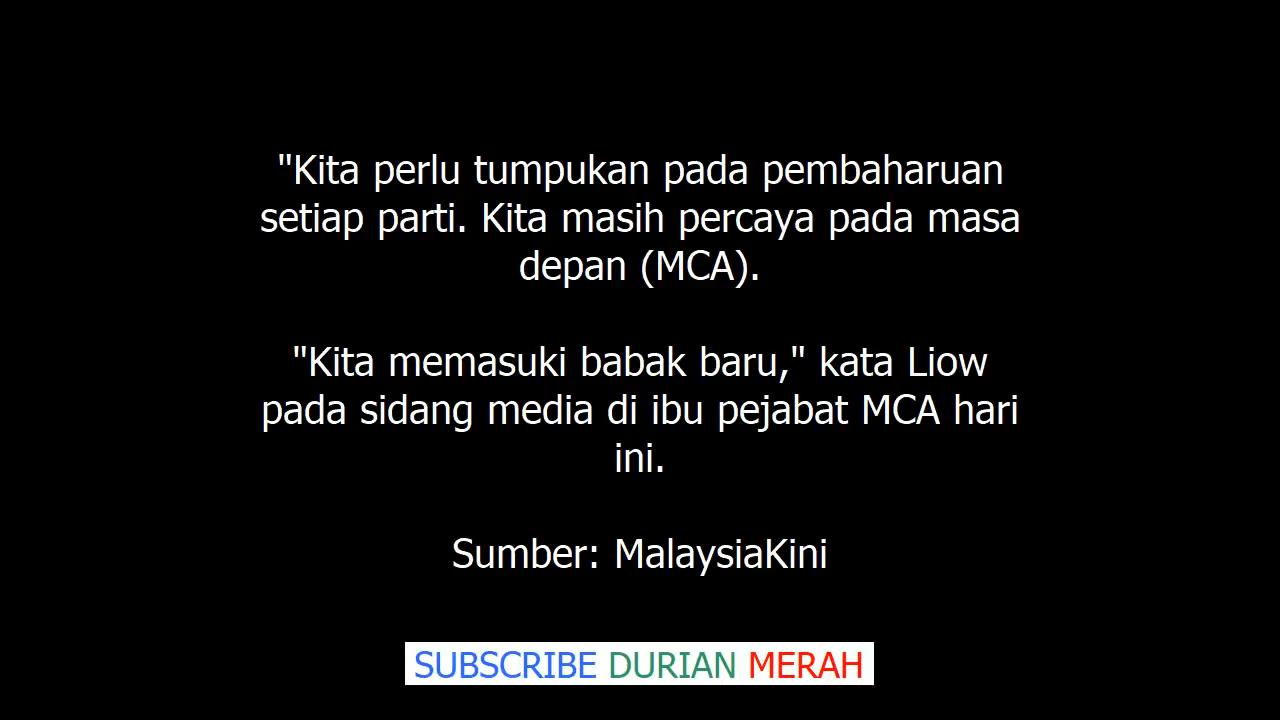 "Kita perlu tumpukan pada pembaharuan
setiap parti. Kita masih percaya pada masa
depan (MCA).
"Kita memasuki babak baru," kata Liow
pada sidang media di ibu pejabat MCA hari
ini.
Sumber: MalaysiaKini
SUBSCRIBE DURIAN MERAH